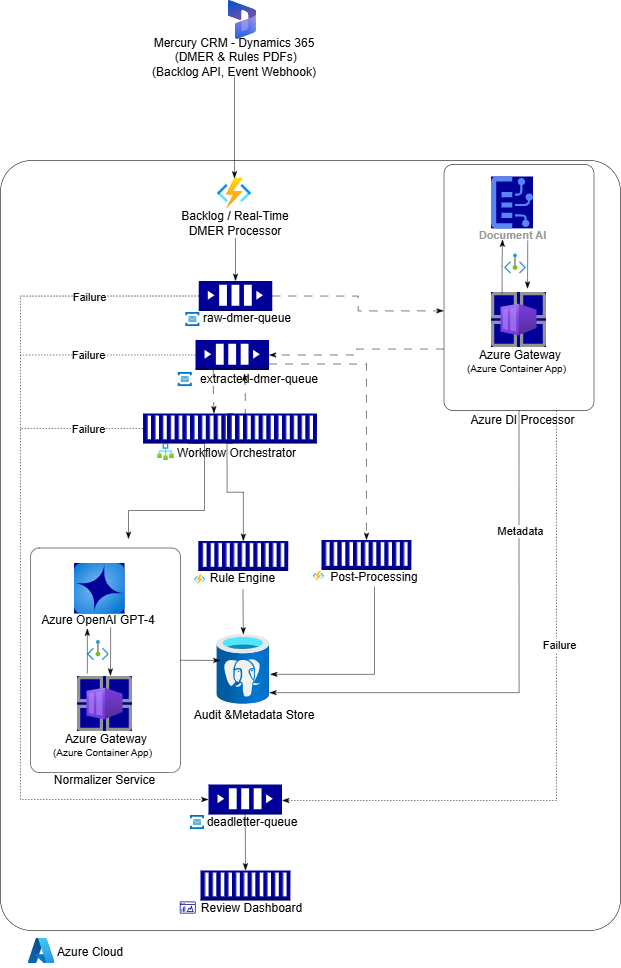 Mercury CRM - Dynamics 365
(DMER & Rules PDFs)
(Backlog API, Event Webhook)
Backlog / Real-Time
DMER Processor
Document AI
Failure
raw-dmer-queue
Azure Gateway
(Azure Container App)
Failure
extracted-dmer-queue
Azure DI Processor
Failure
Workflow Orchestrator
Metadata
Rule Engine
Post-Processing
Azure OpenAI GPT-4
Failure
Audit &Metadata Store
Azure Gateway
(Azure Container App)
Normalizer Service
deadletter-queue
Review Dashboard
Azure Cloud